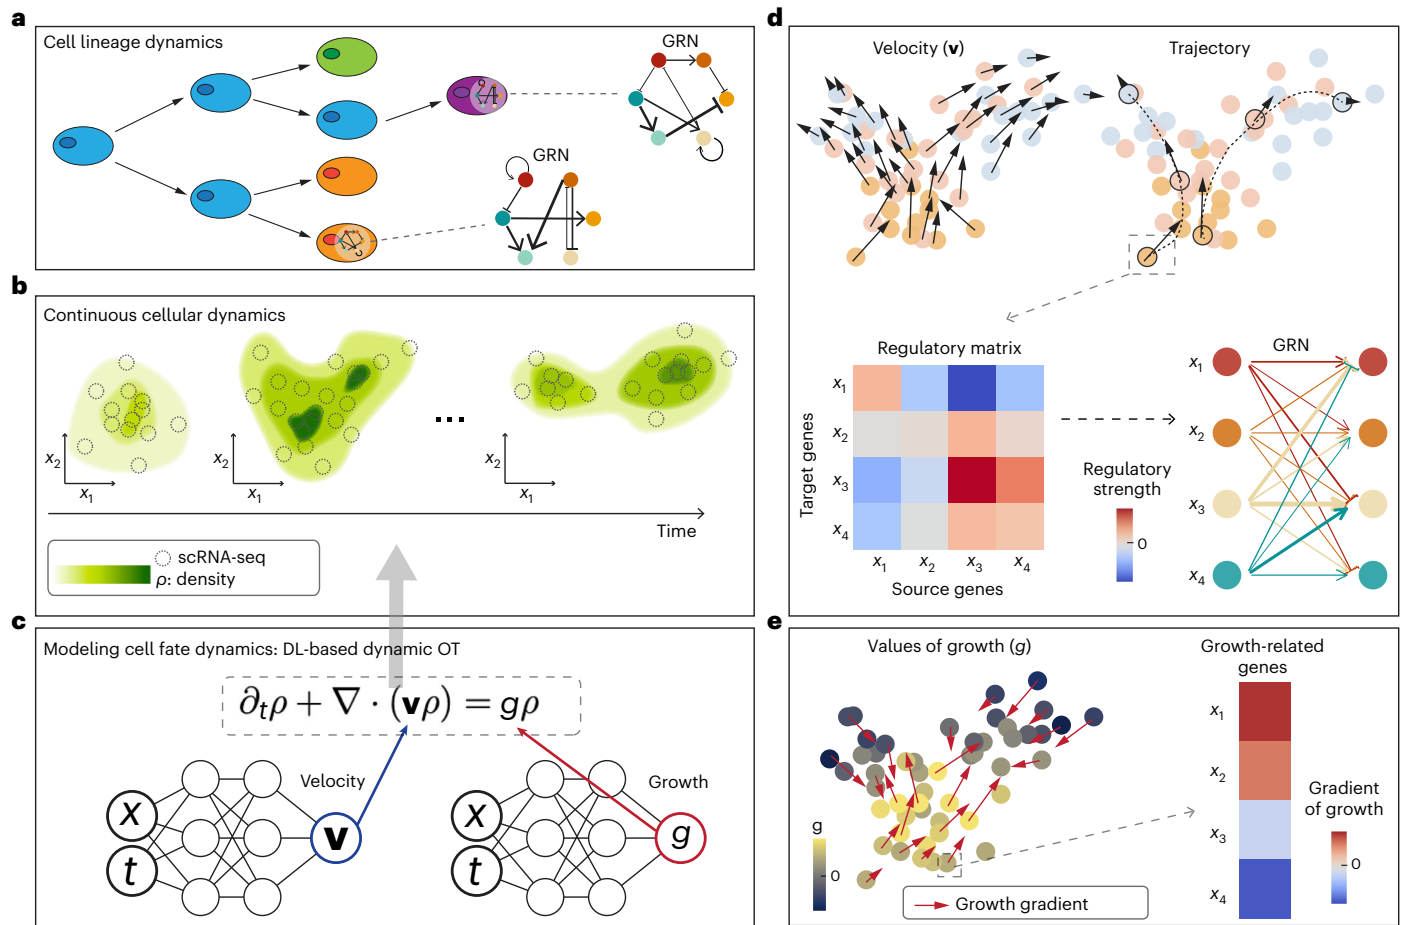 a
Cell lineage dynamics
GRN
GRN
b
Continuous cellular dynamics
x2
x1
x2
x1
...
x2
x1
Time
scRNA-seq
ρ: density
c
Modeling cell fate dynamics: DL-based dynamic OT
∂tρ + ∇ · (vρ) = gρ
Velocity
x
t
v
Growth
x
t
g
d
Velocity (v)
Trajectory
Regulatory matrix
Target genes
x1
x2
x3
x4
x1 x2 x3 x4
Source genes
Regulatory
strength
0
GRN
x1
x2
x3
x4
e
Values of growth (g)
g
0
Growth gradient
Growth-related
genes
x1
x2
x3
x4
Gradient
of growth
0